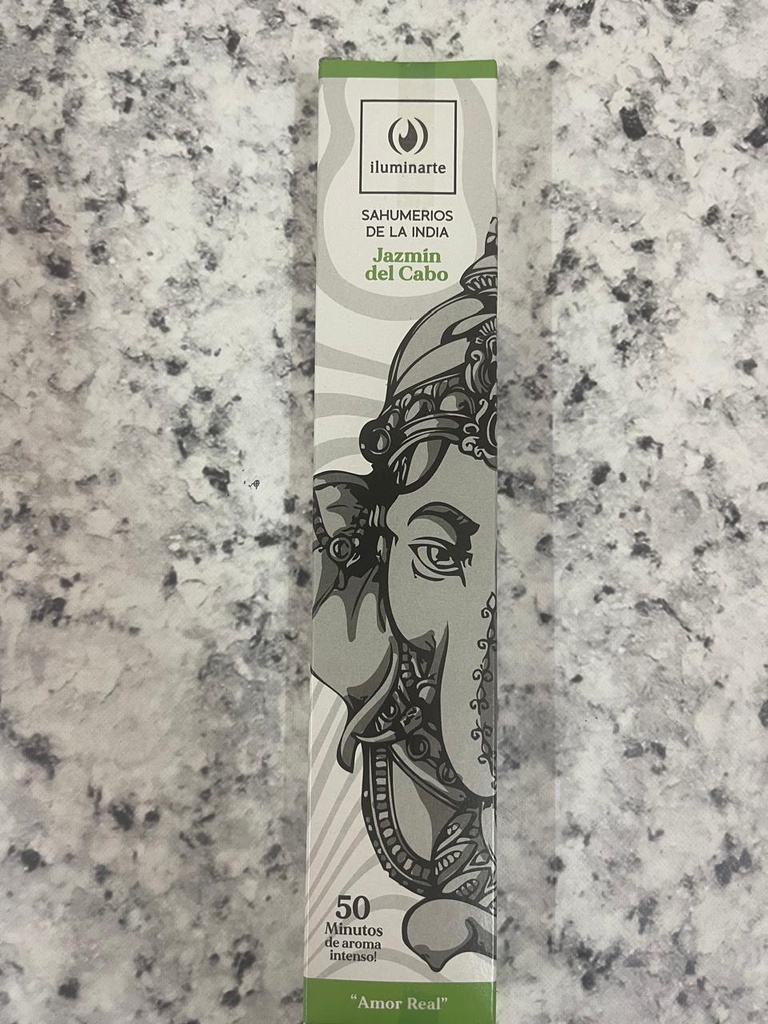 iluminarte
SAHUMERIOS
DE LA INDIA
Jazmín
del Cabo
50
Minutos
de aroma
intenso!
“Amor Real”